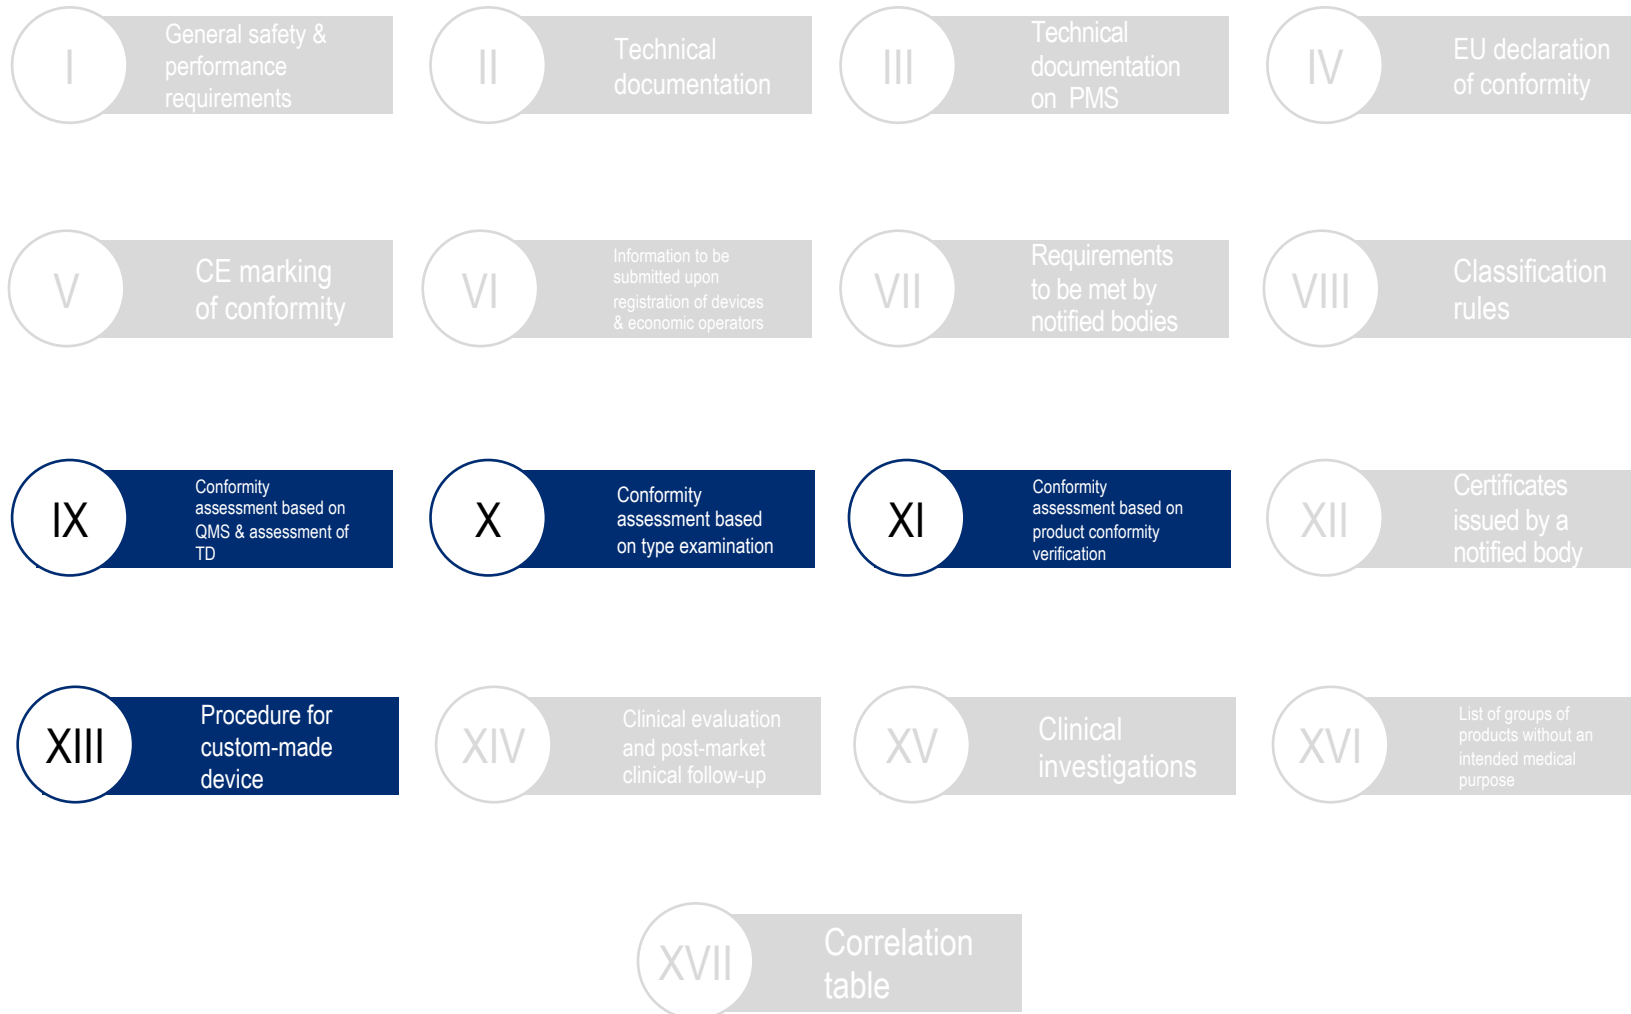 I
General safety &
performance
requirements
II
Technical
documentation
III
Technical
documentation
on PMS
IV
EU declaration
of conformity
V
CE marking
of conformity
VI
Information to be
submitted upon
registration of devices
& economic operators
VII
Requirements
to be met by
notified bodies
VIII
Classification
rules
IX
Conformity
assessment based on
QMS & assessment of
TD
X
Conformity
assessment based
on type examination
XI
Conformity
assessment based on
product conformity
verification
XII
Certificates
issued by a
notified body
XIII
Procedure for
custom-made
device
XIV
Clinical evaluation
and post-market
clinical follow-up
XV
Clinical
investigations
XVI
List of groups of
products without an
intended medical
purpose
XVII
Correlation
table